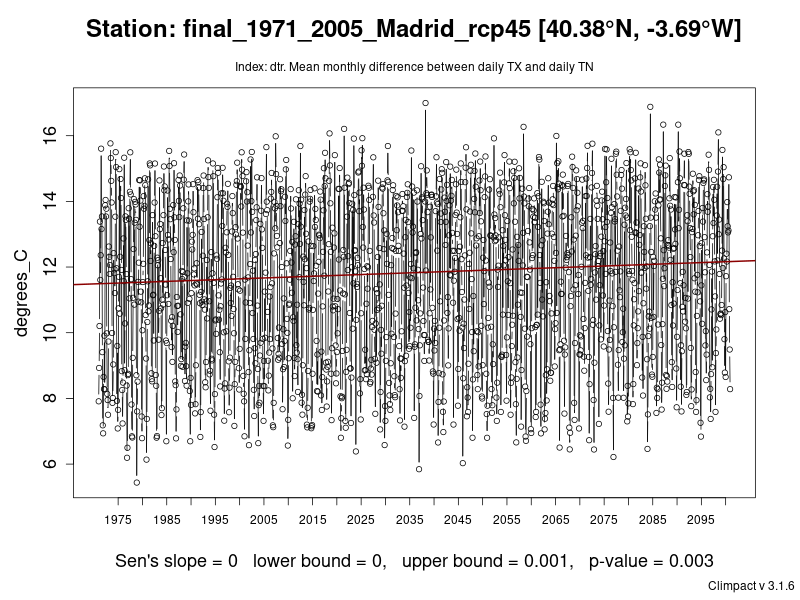 Station: final_1971_2005_Madrid_rcp45 [40.38°N, -3.69°W]
Index: dtr. Mean monthly difference between daily TX and daily TN
degrees_C
16
14
12
10
8
6
1975 1985 1995 2005 2015 2025 2035 2045 2055 2065 2075 2085 2095
Sen's slope = 0 lower bound = 0, upper bound = 0.001, p-value = 0.003
Climpact v 3.1.6